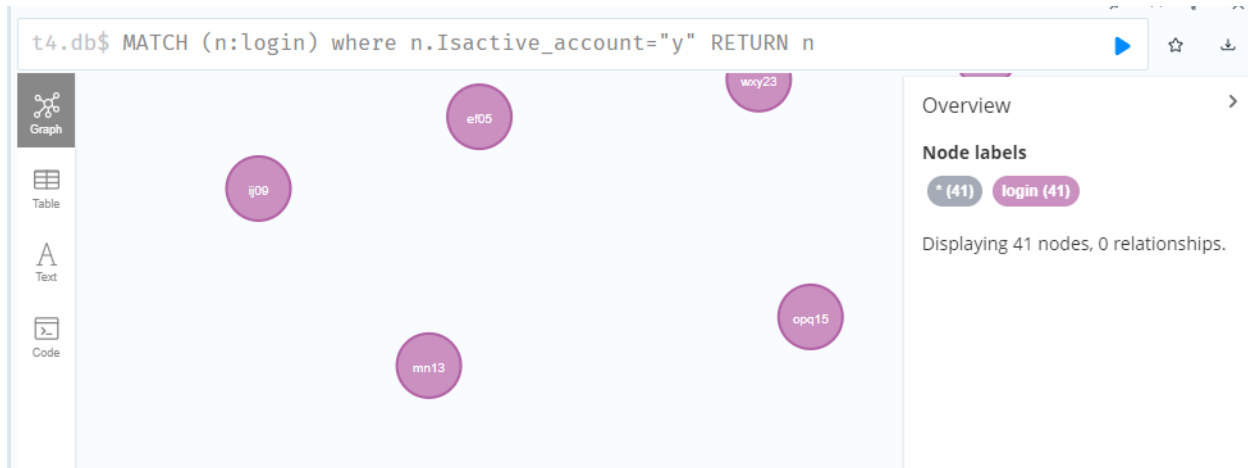 t4.db$ MATCH (n:login) where n.Isactive_account="y" RETURN n
Graph
Table
A
Text
Code
wxy23
ef05
ij09
opq15
mn13
Overview
Node labels
* (41) login (41)
Displaying 41 nodes, 0 relationships.